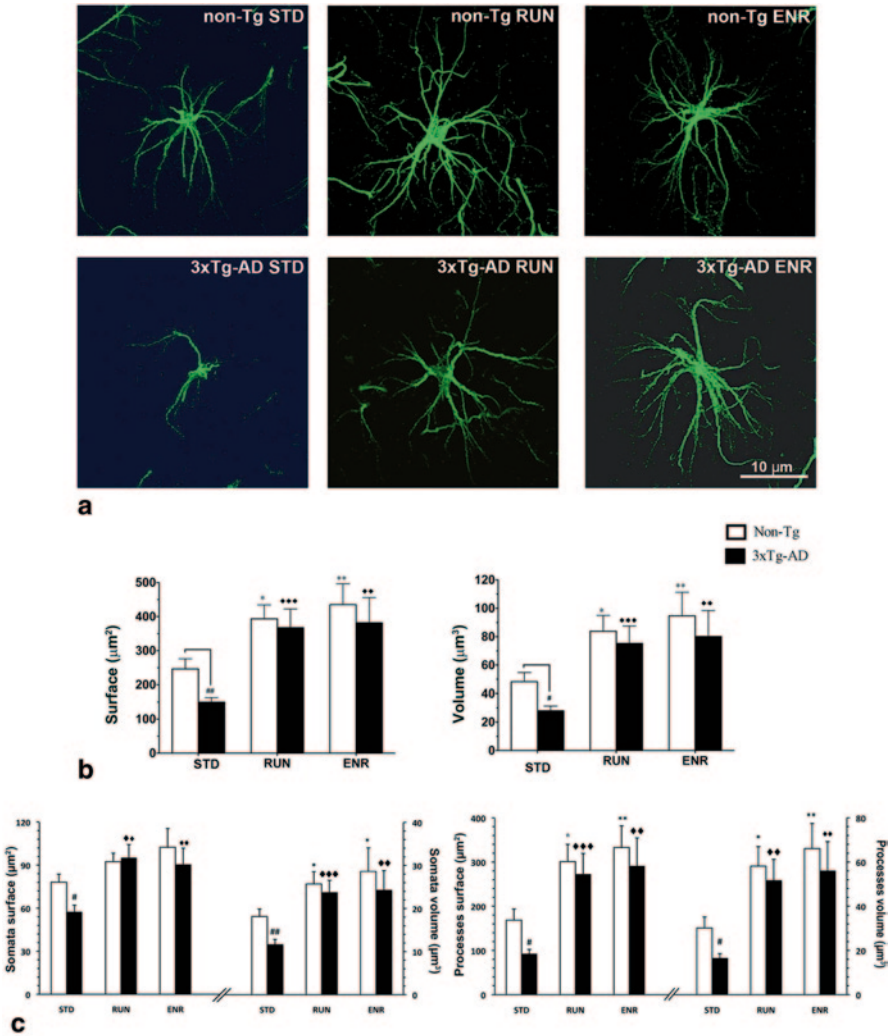 non-Tg STD
non-Tg RUN
non-Tg ENR
3xTg-AD STD
3xTg-AD RUN
3xTg-AD ENR
10 µm
a
Non-Tg
3xTg-AD
Surface (µm²)
500
400
300
250
150
100
0
##
*
♦♦♦
**
♦♦
STD
RUN
ENR
Volume (µm³)
120
100
80
60
40
20
0
#
*
♦♦♦
**
♦♦
STD
RUN
ENR
b
Somata surface (µm²)
120
90
60
30
0
#
♦♦
♦♦
STD
RUN
ENR
##
*
♦♦♦
*
♦♦
STD
RUN
ENR
40
30
20
10
0
Somata volume (µm³)
Processes surface (µm²)
400
300
200
100
0
#
*
♦♦♦
**
♦♦
STD
RUN
ENR
#
*
♦♦
**
♦♦
STD
RUN
ENR
80
60
40
20
0
Processes volume (µm³)
c